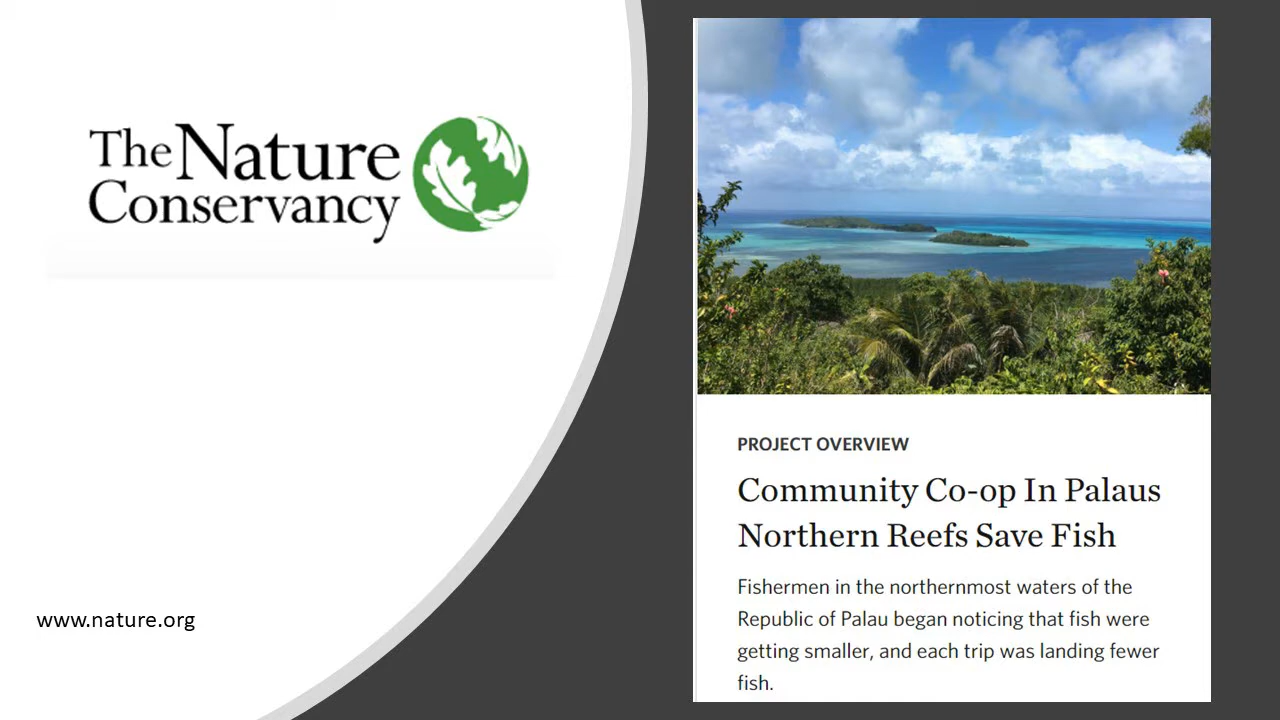 The Nature
Conservancy
www.nature.org
PROJECT OVERVIEW
Community Co-op In Palaus
Northern Reefs Save Fish
Fishermen in the northernmost waters of the
Republic of Palau began noticing that fish were
getting smaller, and each trip was landing fewer
fish.